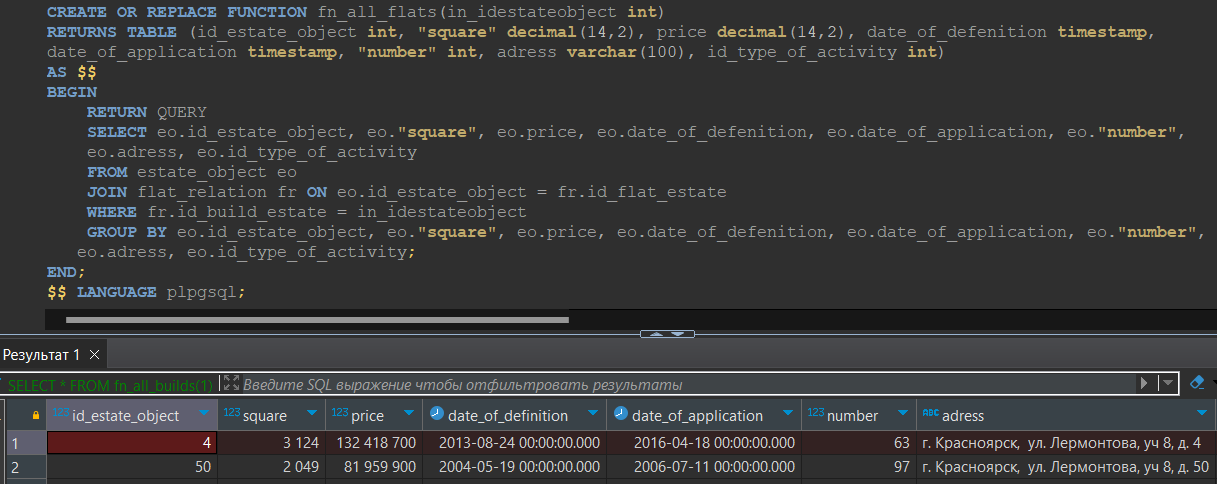 CREATE OR REPLACE FUNCTION fn_all_flats(in_idestateobject int)
RETURNS TABLE (id_estate_object int, "square" decimal(14,2), price decimal(14,2), date_of_defenition timestamp,
date_of_application timestamp, "number" int, adress varchar(100), id_type_of_activity int)
AS $$
BEGIN
RETURN QUERY
SELECT eo.id_estate_object, eo."square", eo.price, eo.date_of_defenition, eo.date_of_application, eo."number",
eo.adress, eo.id_type_of_activity
FROM estate_object eo
JOIN flat_relation fr ON eo.id_estate_object = fr.id_flat_estate
WHERE fr.id_build_estate = in_idestateobject
GROUP BY eo.id_estate_object, eo."square", eo.price, eo.date_of_defenition, eo.date_of_application, eo."number",
eo.adress, eo.id_type_of_activity;
END;
$$ LANGUAGE plpgsql;
Результат 1
SELECT * FROM fn_all_builds(1) Введите SQL выражение чтобы отфильтровать результаты
123 id_estate_object 123 square 123 price date_of_definition date_of_application 123 number ABC adress
1 4 3 124 132 418 700 2013-08-24 00:00:00.000 2016-04-18 00:00:00.000 63 г. Красноярск, ул. Лермонтова, уч 8, д. 4
2 50 2 049 81 959 900 2004-05-19 00:00:00.000 2006-07-11 00:00:00.000 97 г. Красноярск, ул. Лермонтова, уч 8, д. 50